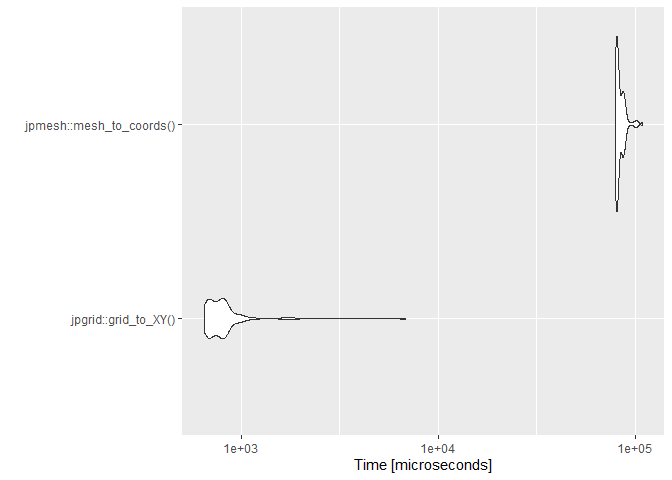 jpmesh::mesh_to_coords()
jpgrid::grid_to_XY()
1e+03 1e+04 1e+05
Time [microseconds]